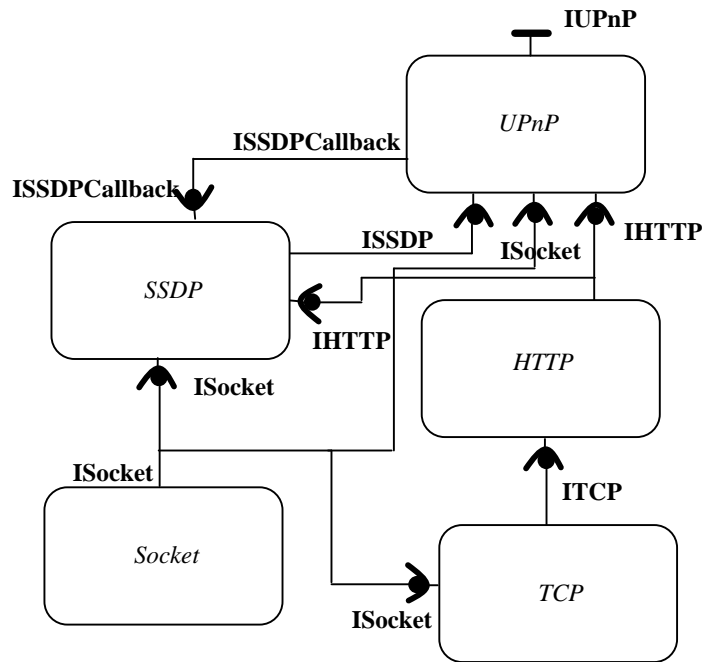 IUPnP
UPnP
ISSDPCallback
ISSDPCallback
ISSDP
ISocket
IHTTP
SSDP
IHTTP
HTTP
ISocket
ISocket
ITCP
Socket
TCP
ISocket